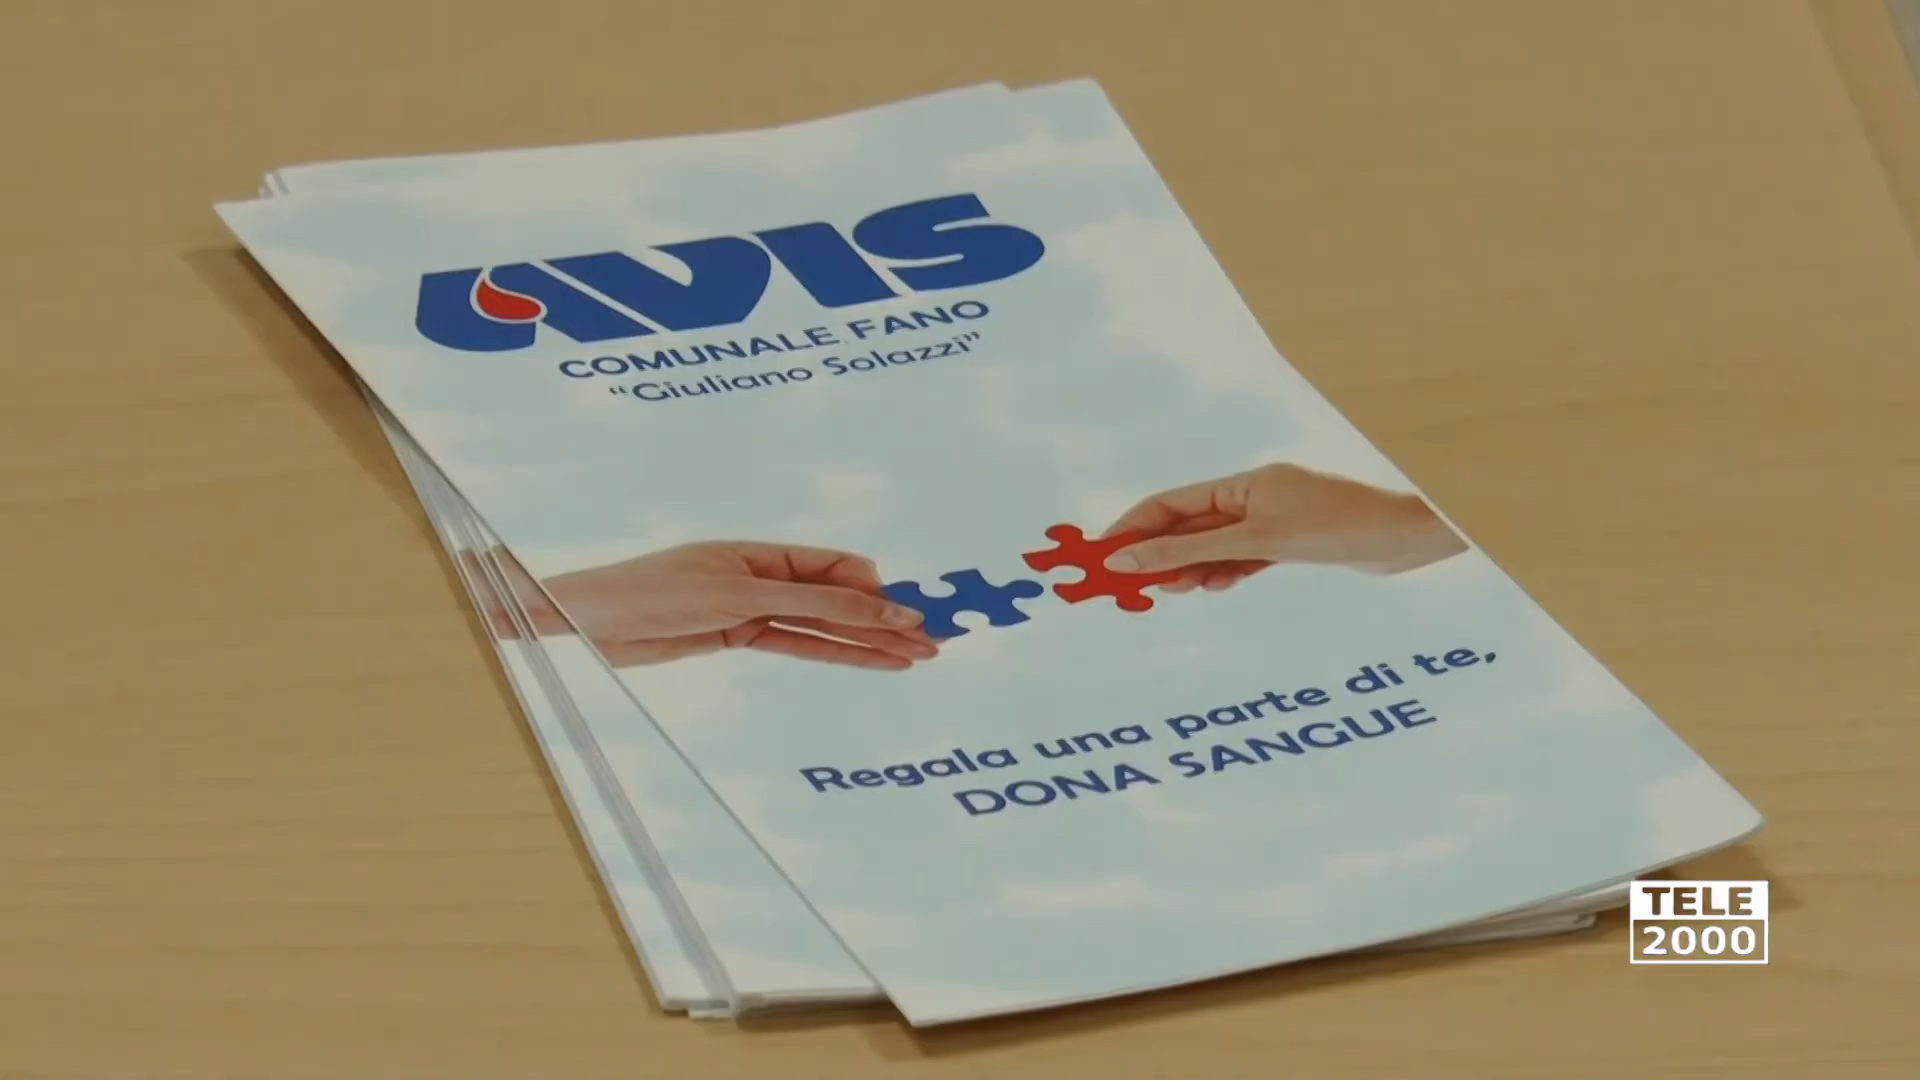 AVIS
COMUNALE FANO
“Giuliano Solazzi”
Regala una parte di te,
DONA SANGUE
TELE
2000